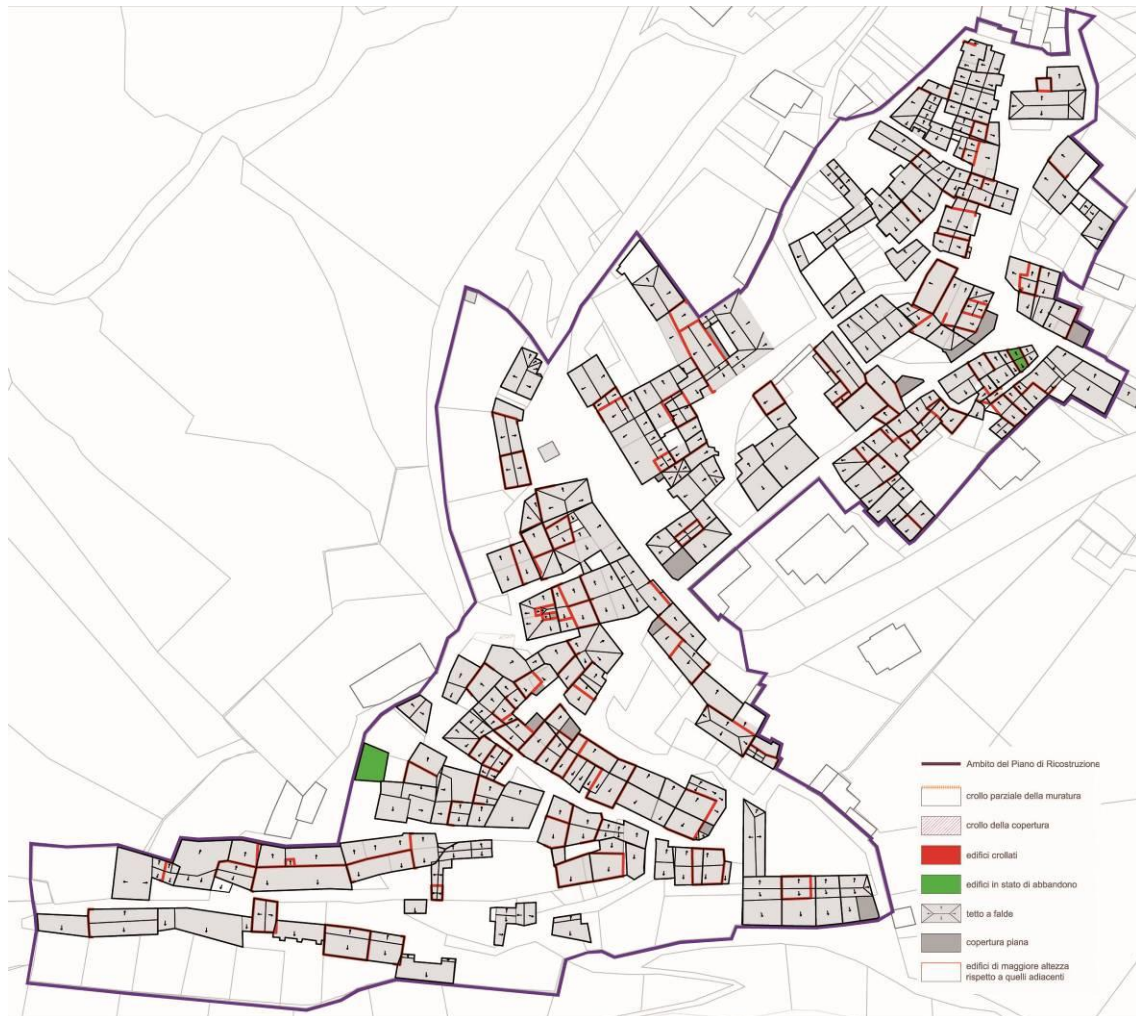 Ambito del Piano di Ricostruzione
crollo parziale della muratura
crollo della copertura
edifici crollati
edifici in stato di abbandono
tetto a falde
copertura piana
edifici di maggiore altezza
rispetto a quelli adiacenti